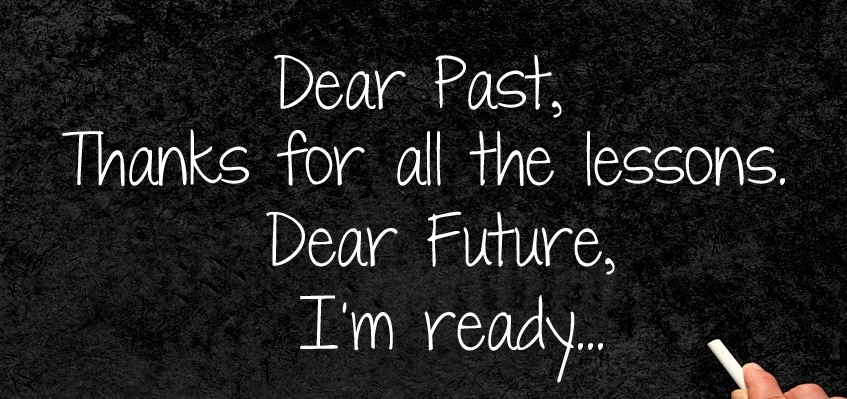 Dear Past,
Thanks for all the lessons.
Dear Future,
I'm ready...